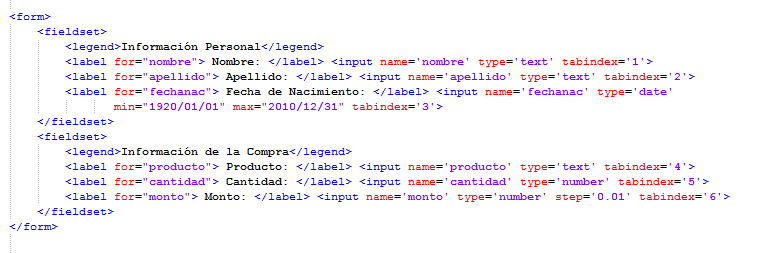 <form>
<fieldset>
<legend>Información Personal</legend>
<label for="nombre"> Nombre: </label> <input name='nombre' type='text' tabindex='1'>
<label for="apellido"> Apellido: </label> <input name='apellido' type='text' tabindex='2'>
<label for="fechanac"> Fecha de Nacimiento: </label> <input name='fechanac' type='date'
min="1920/01/01" max="2010/12/31" tabindex='3'>
</fieldset>
<fieldset>
<legend>Información de la Compra</legend>
<label for="producto"> Producto: </label> <input name='producto' type='text' tabindex='4'>
<label for="cantidad"> Cantidad: </label> <input name='cantidad' type='number' tabindex='5'>
<label for="monto"> Monto: </label> <input name='monto' type='number' step='0.01' tabindex='6'>
</fieldset>
</form>